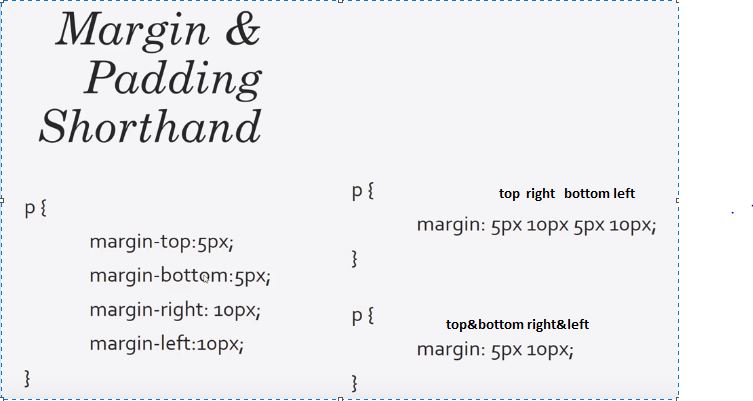 Margin &
Padding
Shorthand
p {
margin-top:5px;
margin-bottom:5px;
margin-right: 10px;
margin-left:10px;
}
p {
top right bottom left
margin: 5px 10px 5px 10px;
}
p {
top&bottom right&left
margin: 5px 10px;
}